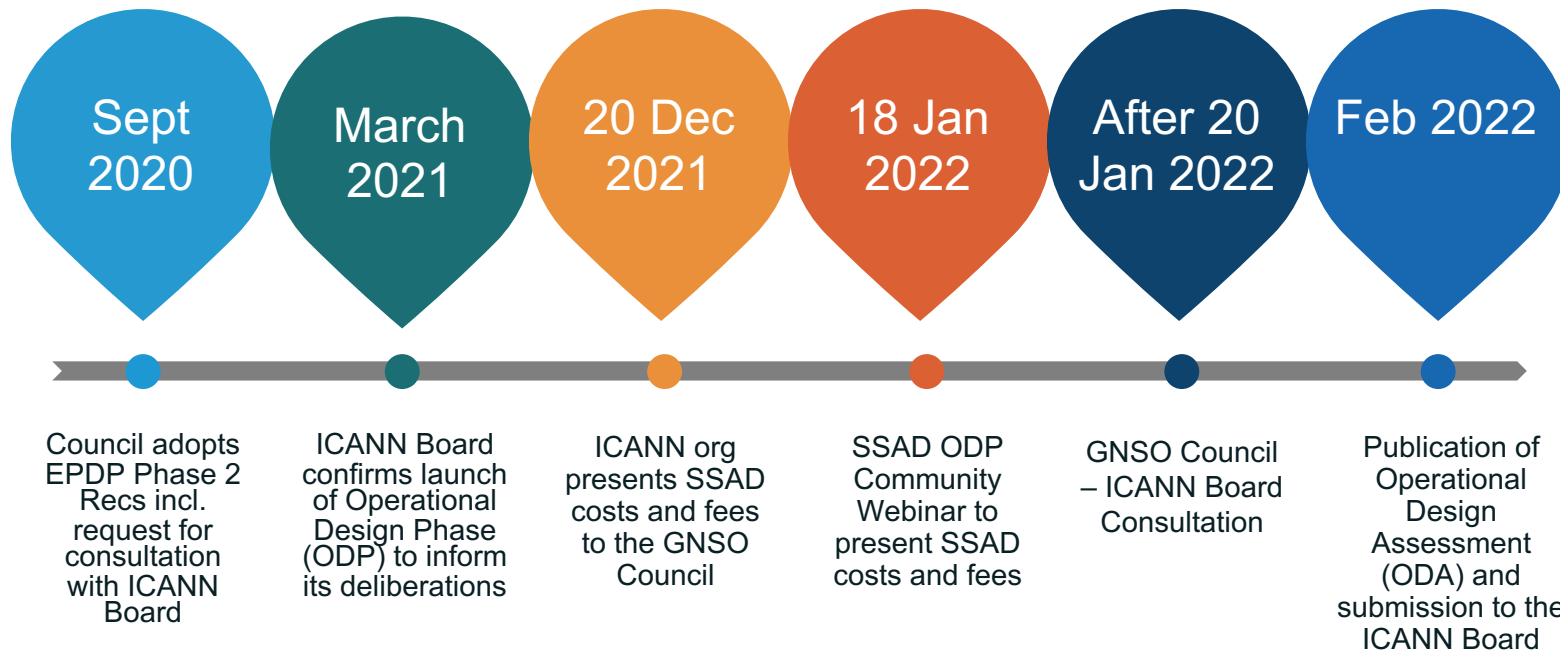 Sept
2020
March
2021
20 Dec
2021
18 Jan
2022
After 20
Jan 2022
Feb 2022
Council adopts
EPDP Phase 2
Recs incl.
request for
consultation
with ICANN
Board
ICANN Board
confirms launch
of Operational
Design Phase
(ODP) to inform
its deliberations
ICANN org
presents SSAD
costs and fees
to the GNSO
Council
SSAD ODP
Community
Webinar to
present SSAD
costs and fees
GNSO Council
– ICANN Board
Consultation
Publication of
Operational
Design
Assessment
(ODA) and
submission to the
ICANN Board